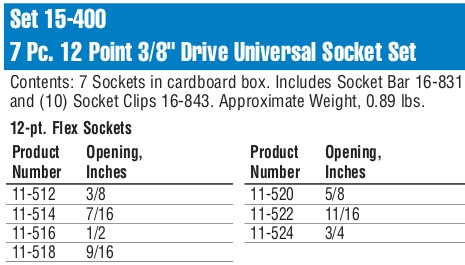 Set 15-400
7 Pc. 12 Point 3/8" Drive Universal Socket Set
Contents: 7 Sockets in cardboard box. Includes Socket Bar 16-831
and (10) Socket Clips 16-843. Approximate Weight, 0.89 lbs.
12-pt. Flex Sockets
Product Opening, Product Opening,
Number Inches Number Inches
11-512 3/8 11-520 5/8
11-514 7/16 11-522 11/16
11-516 1/2 11-524 3/4
11-518 9/16